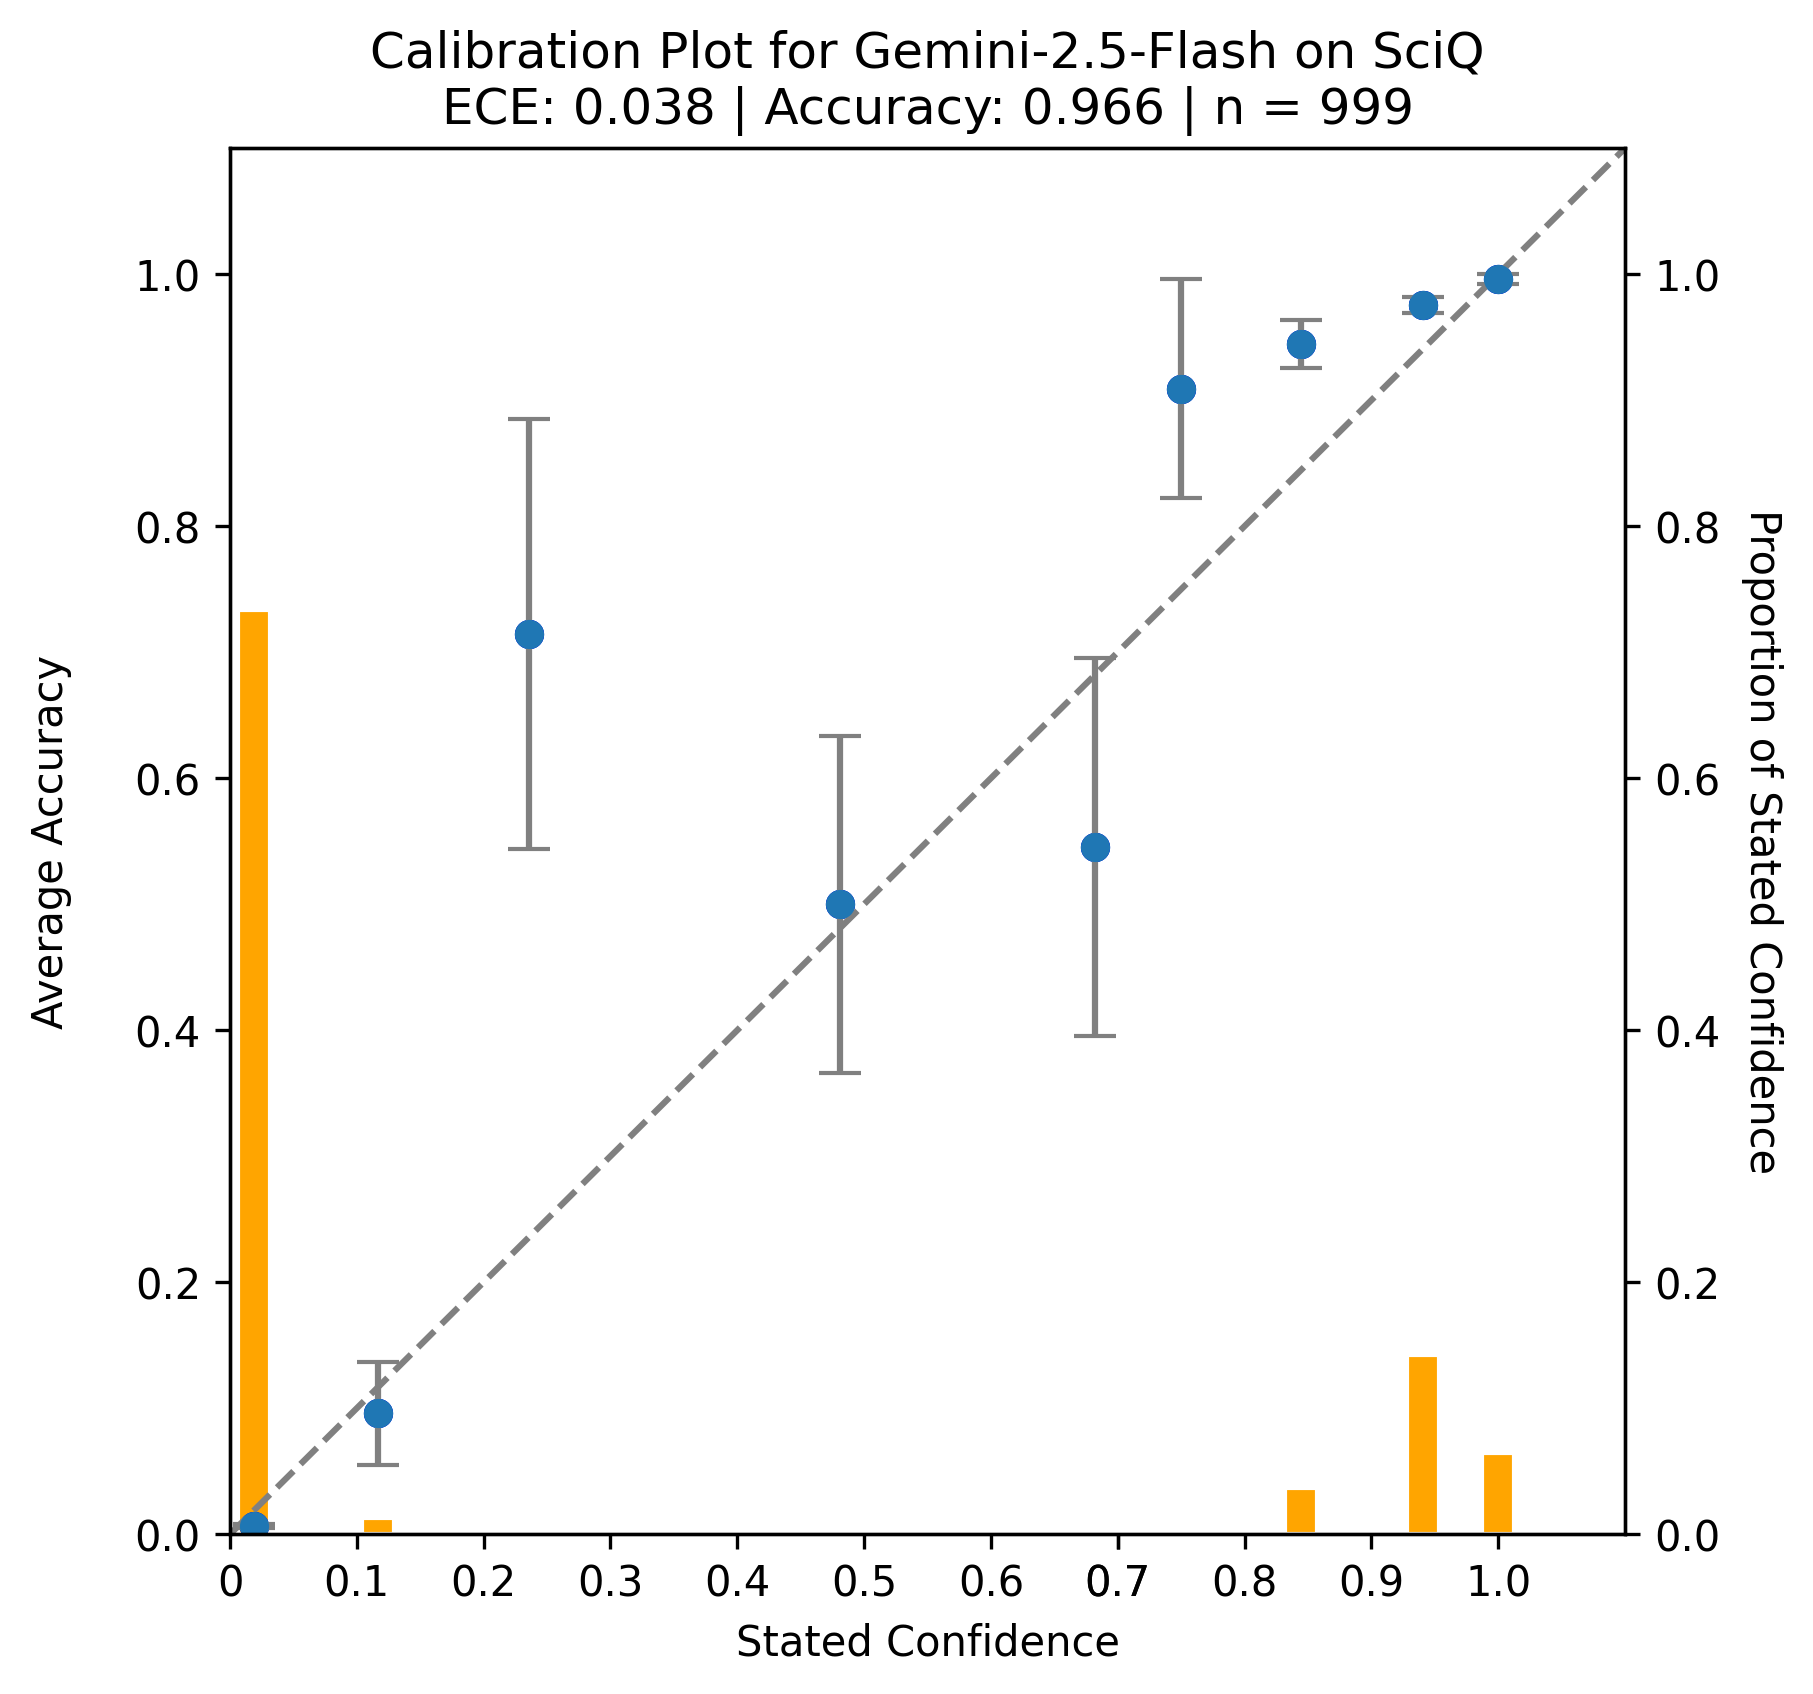 Calibration Plot for Gemini-2.5-Flash on SciQ
ECE: 0.038 | Accuracy: 0.966 | n = 999
Average Accuracy
1.0
0.8
0.6
0.4
0.2
0.0
0 0.1 0.2 0.3 0.4 0.5 0.6 0.7 0.8 0.9 1.0
Stated Confidence
1.0
0.8
0.6
0.4
0.2
0.0
Proportion of Stated Confidence